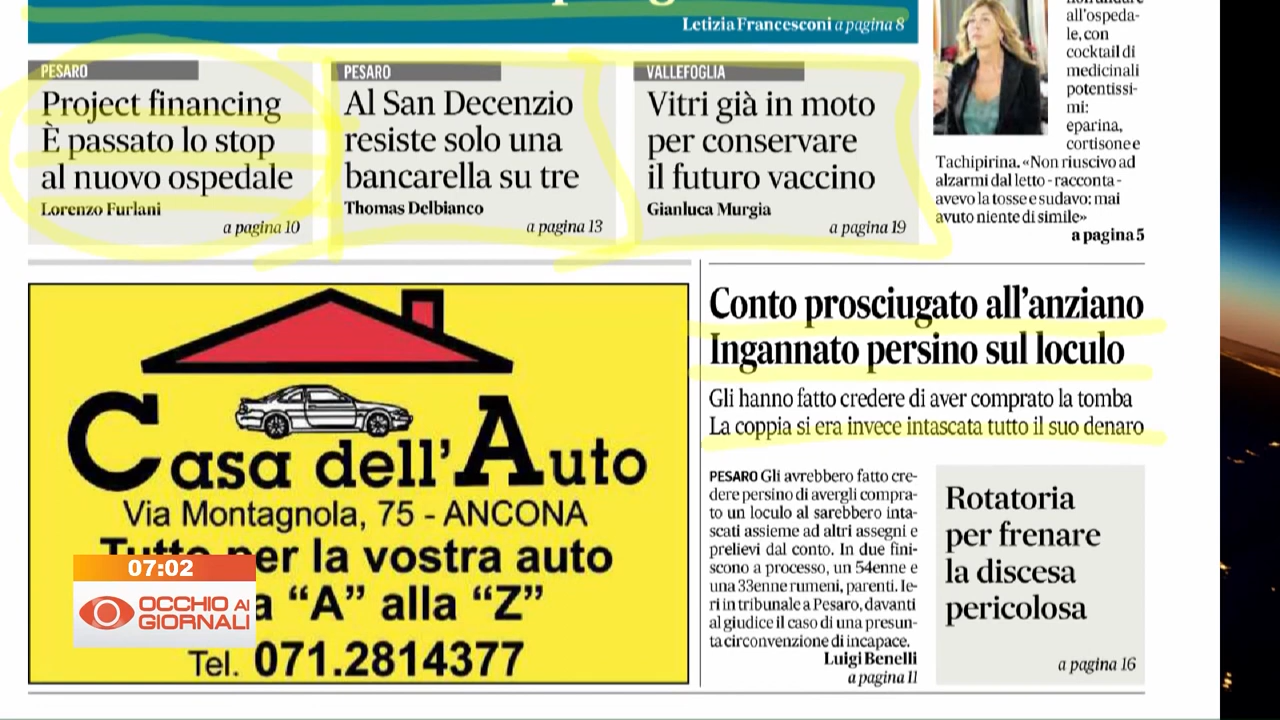 Letizia Francesconi a pagina 8
PESARO
Project financing
È passato lo stop
al nuovo ospedale
Lorenzo Furlani
a pagina 10
PESARO
Al San Decenzio
resiste solo una
bancarella su tre
Thomas Delbianco
a pagina 13
VALLEFOGLIA
Vitri già in moto
per conservare
il futuro vaccino
Gianluca Murgia
a pagina 19
all'ospeda-
le, con
cocktail di
medicinali
potentissi-
mi:
eparina,
cortisone e
Tachipirina. «Non riuscivo ad
alzarmi dal letto - racconta -
avevo la tosse e sudavo: mai
avuto niente di simile»
a pagina 5
Casa dell'Auto
Via Montagnola, 75 - ANCONA
Tutto per la vostra auto
a "A" alla "Z"
Tel. 071.2814377
07:02
OCCHIO AI
GIORNALI
Conto prosciugato all'anziano
Ingannato persino sul loculo
Gli hanno fatto credere di aver comprato la tomba
La coppia si era invece intascata tutto il suo denaro
PESARO Gli avrebbero fatto cre-
dere persino di avergli compra-
to un loculo al sarebbero inta-
scati assieme ad altri assegni e
prelievi dal conto. In due fini-
scono a processo, un 54enne e
una 33enne rumeni, parenti. Ie-
ri in tribunale a Pesaro, davanti
al giudice il caso di una presun-
ta circonvenzione di incapace.
Luigi Benelli
a pagina 11
Rotatoria
per frenare
la discesa
pericolosa
a pagina 16